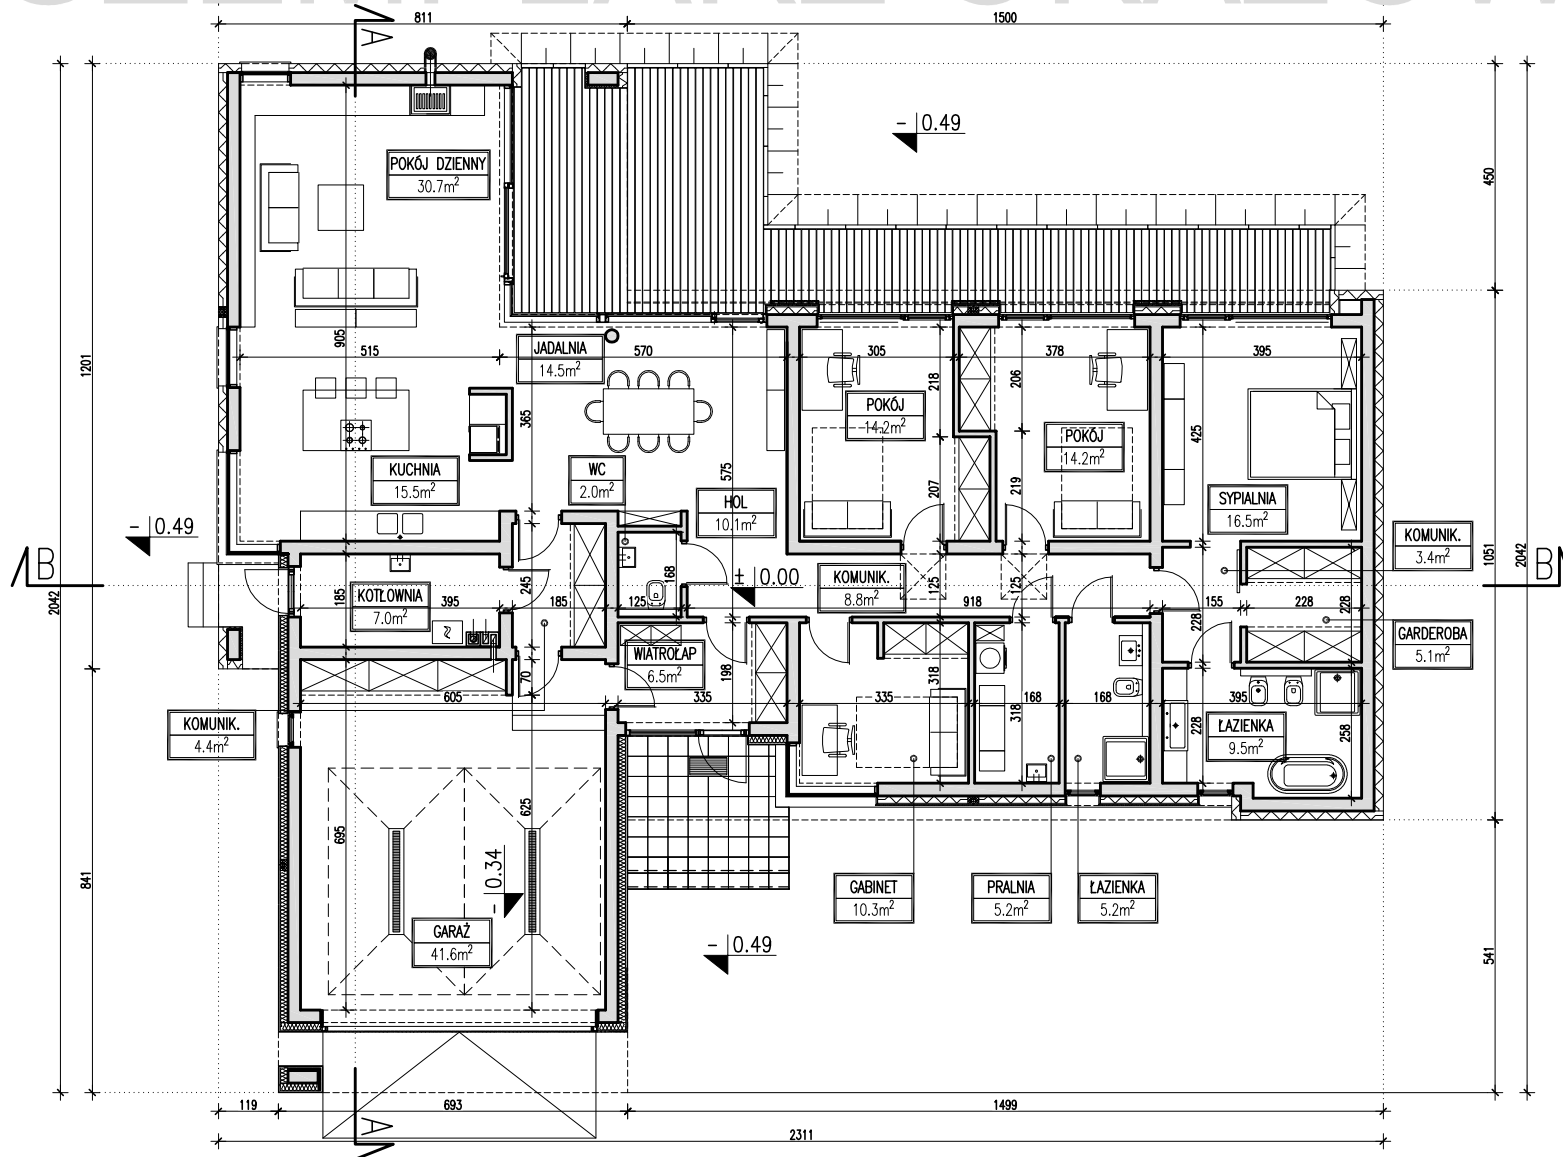 811
1500
A
- 0.49
POKÓJ DZIENNY
30.7m²
450
905
515
JADALNIA
14.5m²
570
305
378
395
1201
218
206
POKÓJ
14.2m²
365
425
POKÓJ
14.2m²
KUCHNIA
15.5m²
WC
2.0m²
575
HOL
10.1m²
207
219
SYPIALNIA
16.5m²
- 0.49
KOMUNIK.
3.4m²
1051
2042
B
B
2042
185
KOTŁOWNIA
7.0m²
395
245
185
125
168
± 0.00
KOMUNIK.
8.8m²
125
125
918
155
228
228
228
GARDEROBA
5.1m²
WIATROŁAP
6.5m²
198
318
70
605
335
335
168
168
395
318
228
258
ŁAZIENKA
9.5m²
KOMUNIK.
4.4m²
695
625
841
- 0.34
GABINET
10.3m²
PRALNIA
5.2m²
ŁAZIENKA
5.2m²
GARAŻ
41.6m²
- 0.49
541
119
693
1499
A
2311